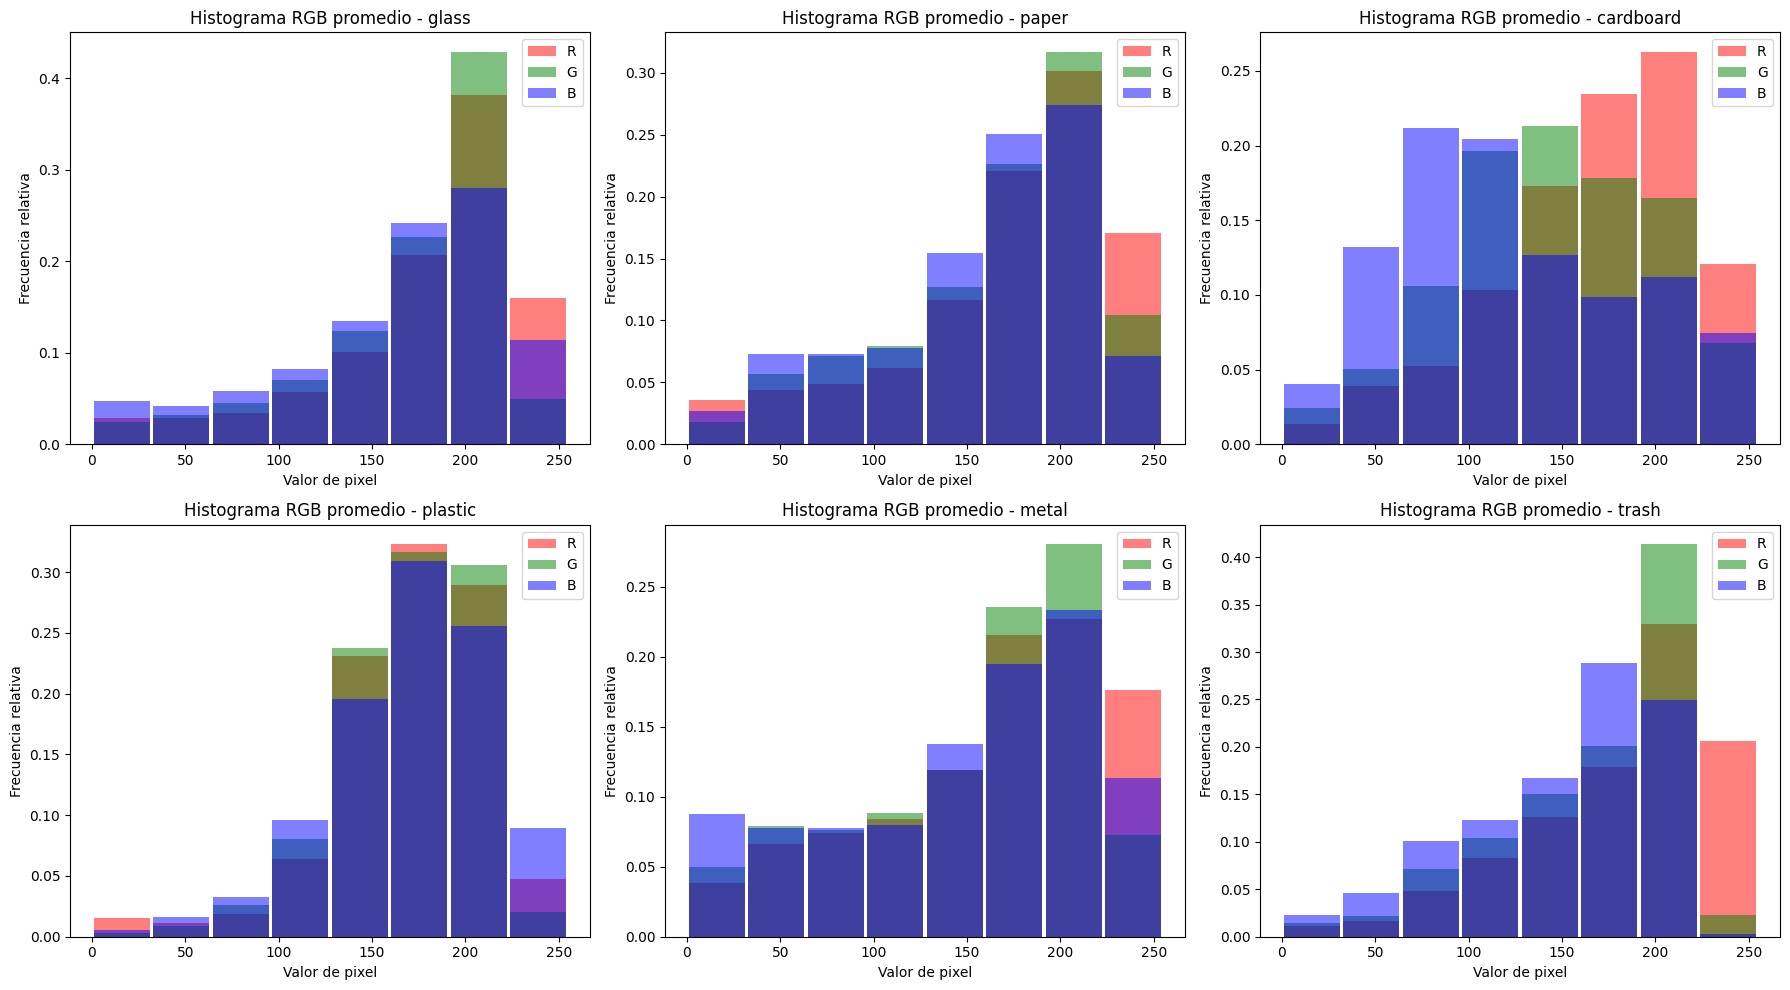 Histograma RGB promedio - glass
R
G
B
Frecuencia relativa
0.4
0.3
0.2
0.1
0.0
0 50 100 150 200 250
Valor de pixel
Histograma RGB promedio - paper
R
G
B
Frecuencia relativa
0.30
0.25
0.20
0.15
0.10
0.05
0.00
0 50 100 150 200 250
Valor de pixel
Histograma RGB promedio - cardboard
R
G
B
Frecuencia relativa
0.25
0.20
0.15
0.10
0.05
0.00
0 50 100 150 200 250
Valor de pixel
Histograma RGB promedio - plastic
R
G
B
Frecuencia relativa
0.30
0.25
0.20
0.15
0.10
0.05
0.00
0 50 100 150 200 250
Valor de pixel
Histograma RGB promedio - metal
R
G
B
Frecuencia relativa
0.25
0.20
0.15
0.10
0.05
0.00
0 50 100 150 200 250
Valor de pixel
Histograma RGB promedio - trash
R
G
B
Frecuencia relativa
0.40
0.35
0.30
0.25
0.20
0.15
0.10
0.05
0.00
0 50 100 150 200 250
Valor de pixel